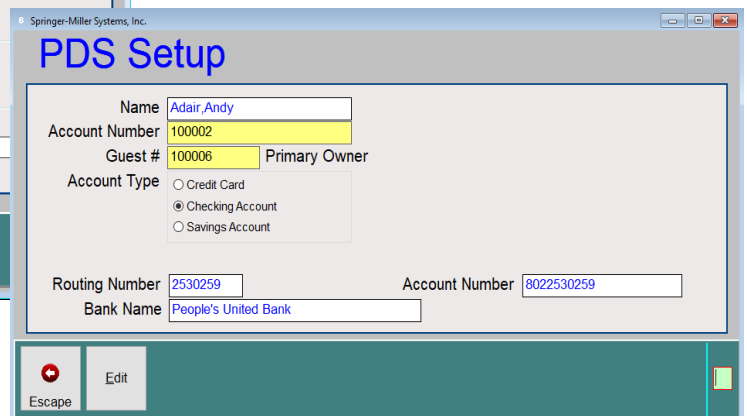 6 Springer-Miller Systems, Inc.
PDS Setup
Name Adair,Andy
Account Number 100002
Guest # 100006 Primary Owner
Account Type Credit Card
Checking Account
Savings Account
Routing Number 2530259 Account Number 8022530259
Bank Name People's United Bank
Escape Edit